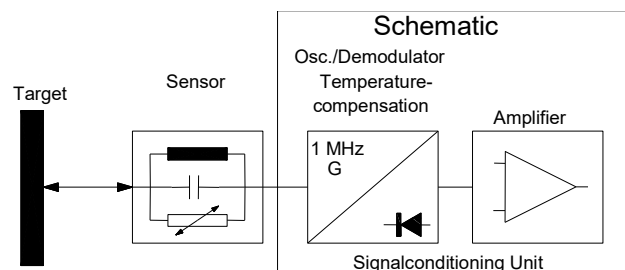 Schematic
Osc./Demodulator
Temperature-
compensation
Sensor
Target
Amplifier
1 MHz
G
Signalconditioning Unit